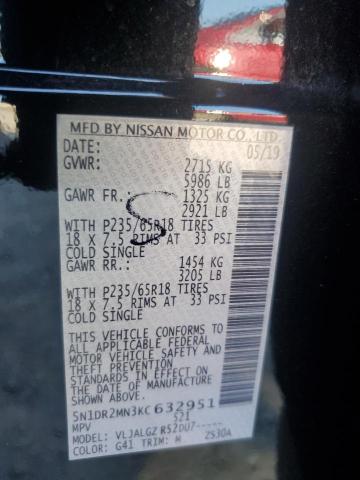 MFD BY NISSAN MOTOR CO., LTD.
DATE: 05/19
GVWR: 2715 KG
5986 LB
GAWR FR.: 1325 KG
2921 LB
WITH P235/65R18 TIRES
18 X 7.5 RIMS AT 33 PSI
COLD SINGLE
GAWR RR.: 1454 KG
3205 LB
WITH P235/65R18 TIRES
18 X 7.5 RIMS AT 33 PSI
COLD SINGLE
THIS VEHICLE CONFORMS TO
ALL APPLICABLE FEDERAL
MOTOR VEHICLE SAFETY AND
THEFT PREVENTION
STANDARDS IN EFFECT ON
THE DATE OF MANUFACTURE
SHOWN ABOVE.
5N1DR2MN3KC632951
MPV 521
MODEL: VLJALGZ R52DU7-----
COLOR: G41 TRIM: H ZS30A